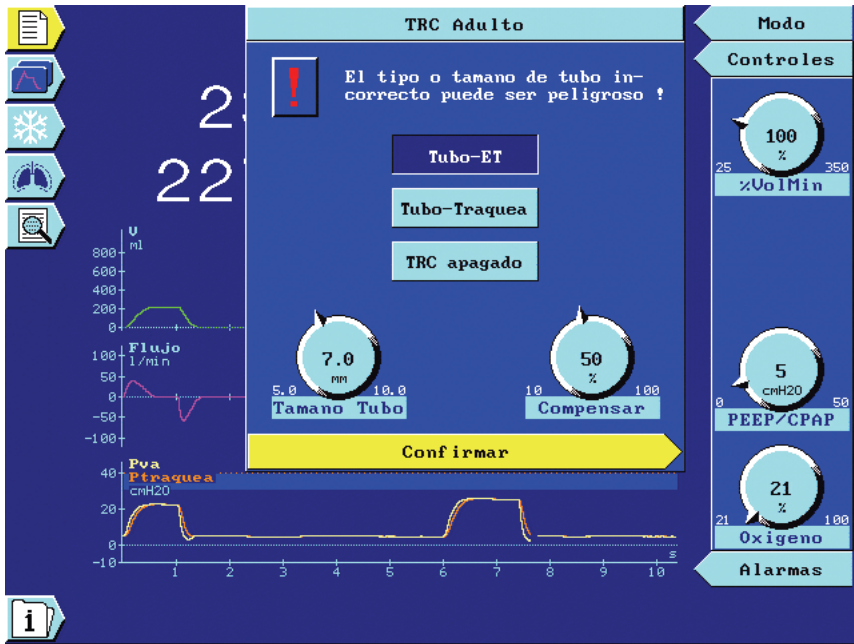 TRC Adulto
Modo
Controles
!
El tipo o tamano de tubo in-
correcto puede ser peligroso !
Tubo-ET
Tubo-Traquea
TRC apagado
7.0
MM
5.0 10.0
Tamano Tubo
50
%
10 100
Compensar
Confirmar
100
%
25 350
%VolMin
5
cmH2O
0 50
PEEP/CPAP
21
%
21 100
Oxigeno
Alarmas
22
V
ml
800
600
400
200
0
Flujo
l/min
100
50
0
-50
-100
Pva
Ptraquea
cmH2O
40
20
0
-10
1 2 3 4 5 6 7 8 9 10
s
i